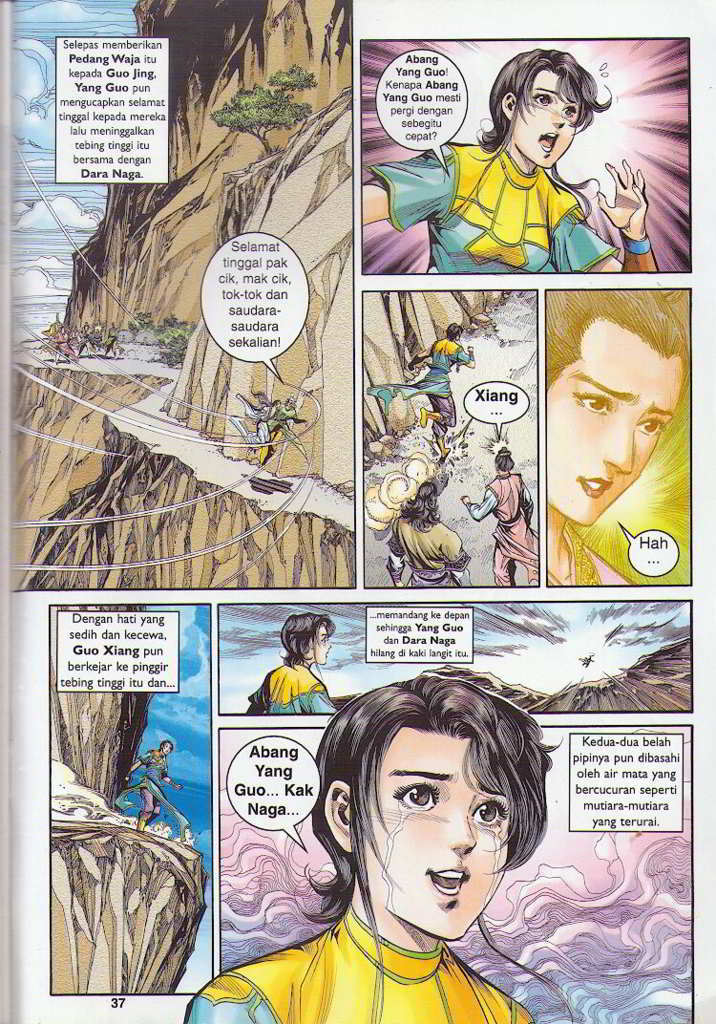 Selepas memberikan
Pedang Waja itu
kepada Guo Jing,
Yang Guo pun
mengucapkan selamat
tinggal kepada mereka
lalu meninggalkan
tebing tinggi itu
bersama dengan
Dara Naga.
Selamat
tinggal pak
cik, mak cik,
tok-tok dan
saudara-
saudara
sekalian!
Abang
Yang Guo!
Kenapa Abang
Yang Guo mesti
pergi dengan
sebegitu
cepat?
Xiang
...
Hah
...
Dengan hati yang
sedih dan kecewa,
Guo Xiang pun
berkejar ke pinggir
tebing tinggi itu dan...
...memandang ke depan
sehingga Yang Guo
dan Dara Naga
hilang di kaki langit itu.
Abang
Yang
Guo... Kak
Naga...
Kedua-dua belah
pipinya pun dibasahi
oleh air mata yang
bercucuran seperti
mutiara-mutiara
yang terurai.
37